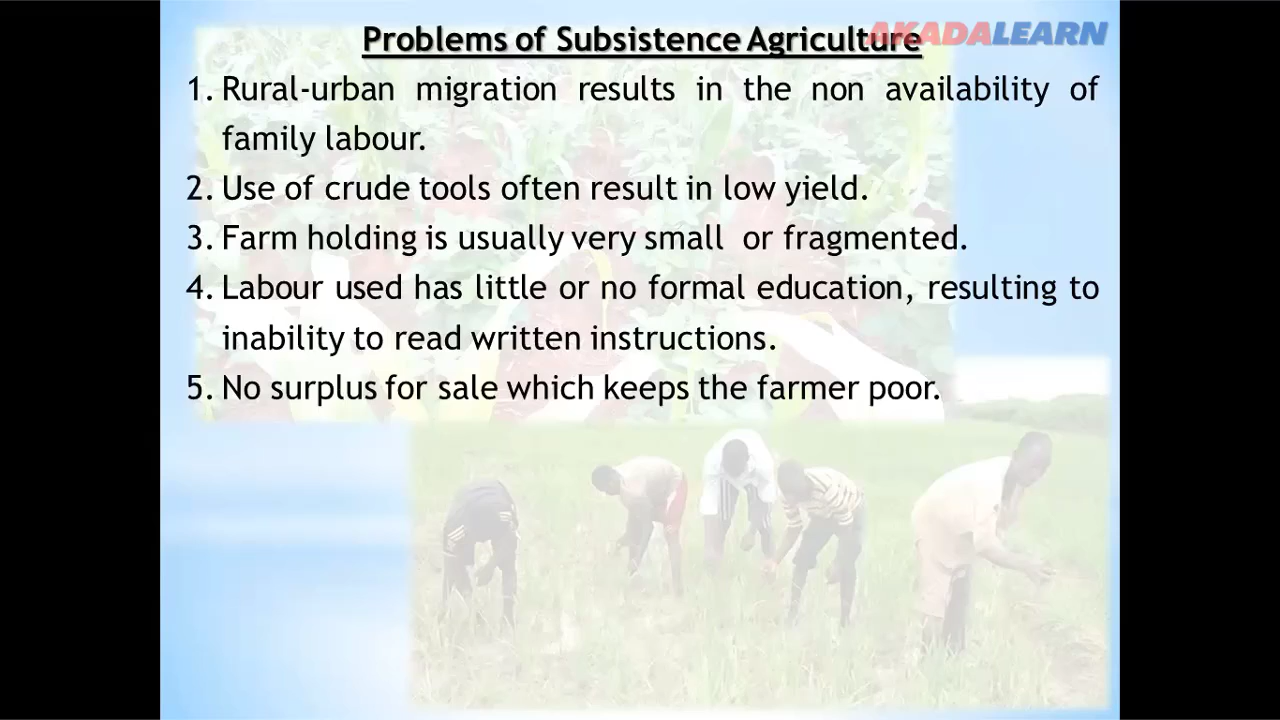 Problems of Subsistence Agriculture
AKADALEARN
1. Rural-urban migration results in the non availability of
family labour.
2. Use of crude tools often result in low yield.
3. Farm holding is usually very small or fragmented.
4. Labour used has little or no formal education, resulting to
inability to read written instructions.
5. No surplus for sale which keeps the farmer poor.